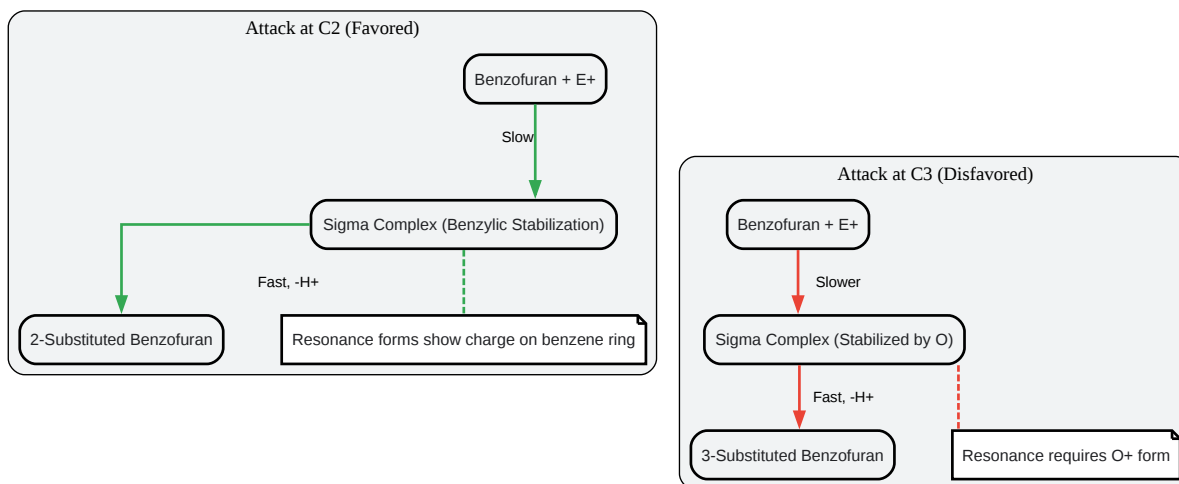 Attack at C2 (Favored)
Benzofuran + E+
Slow
Sigma Complex (Benzylic Stabilization)
Fast, -H+
2-Substituted Benzofuran
Resonance forms show charge on benzene ring
Attack at C3 (Disfavored)
Benzofuran + E+
Slower
Sigma Complex (Stabilized by O)
Fast, -H+
3-Substituted Benzofuran
Resonance requires O+ form